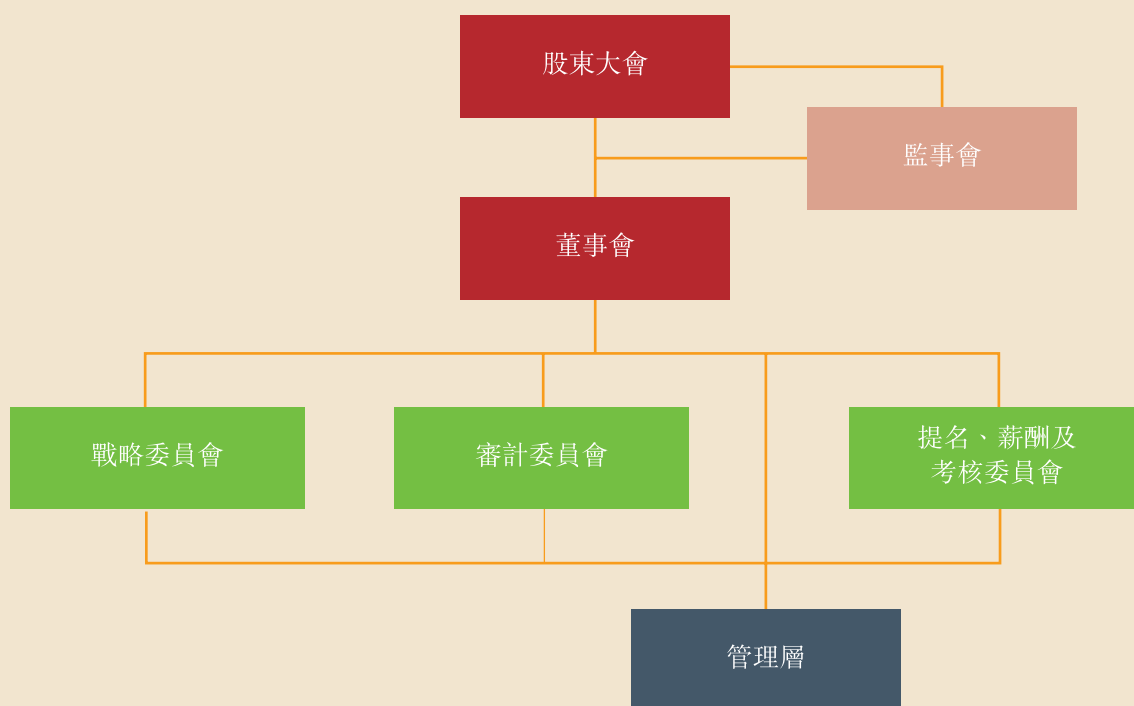 股東大會
監事會
董事會
戰略委員會
審計委員會
提名、薪酬及
考核委員會
管理層